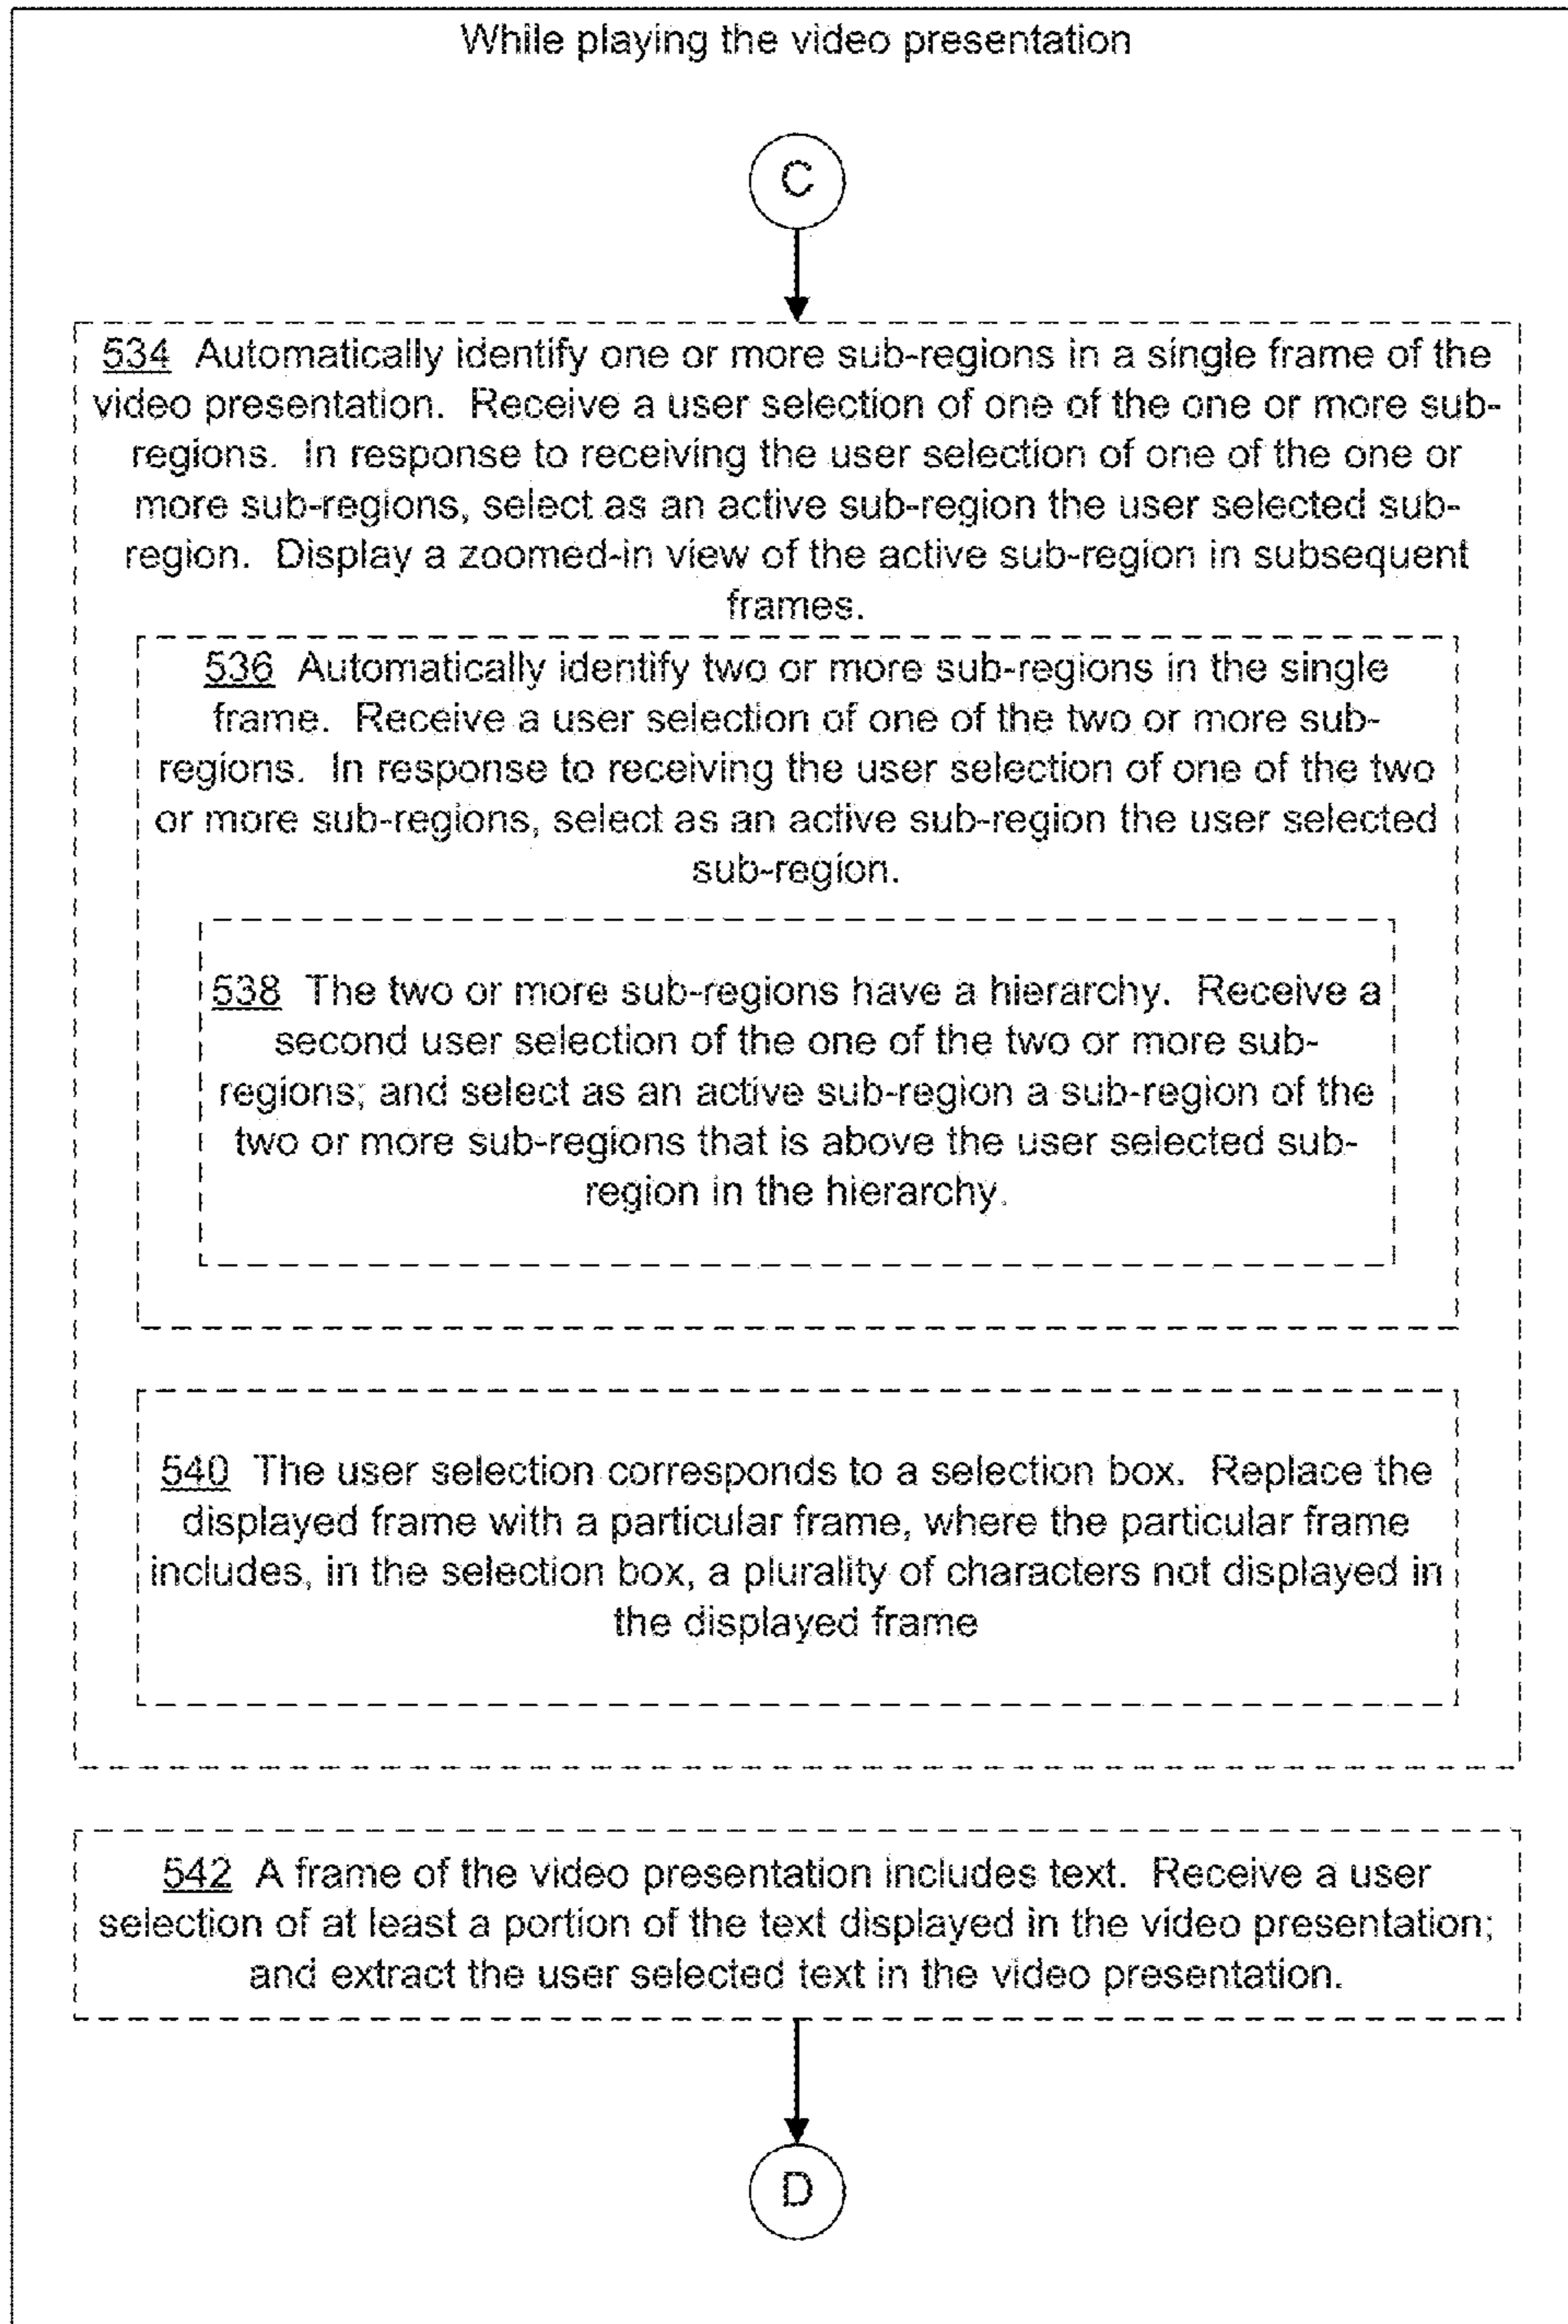 While playing the video presentation
C
534 Automatically identify one or more sub-regions in a single frame of the
video presentation. Receive a user selection of one of the one or more sub-
regions. In response to receiving the user selection of one of the one or
more sub-regions, select as an active sub-region the user selected sub-
region. Display a zoomed-in view of the active sub-region in subsequent
frames.
536 Automatically identify two or more sub-regions in the single
frame. Receive a user selection of one of the two or more sub-
regions. In response to receiving the user selection of one of the two
or more sub-regions, select as an active sub-region the user selected
sub-region.
538 The two or more sub-regions have a hierarchy. Receive a
second user selection of the one of the two or more sub-
regions; and select as an active sub-region a sub-region of the
two or more sub-regions that is above the user selected sub-
region in the hierarchy.
540 The user selection corresponds to a selection box. Replace the
displayed frame with a particular frame, where the particular frame
includes, in the selection box, a plurality of characters not displayed in
the displayed frame
542 A frame of the video presentation includes text. Receive a user
selection of at least a portion of the text displayed in the video presentation;
and extract the user selected text in the video presentation.
D